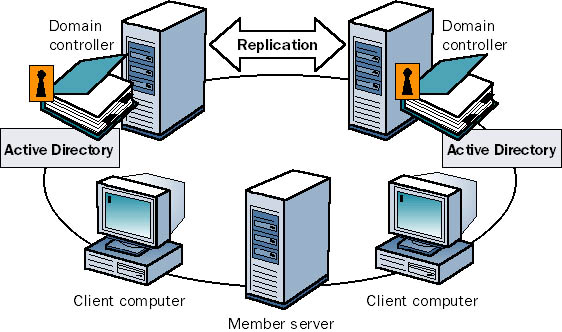 Domain
controller
Replication
Domain
controller
Active Directory
Active Directory
Client computer
Member server
Client computer